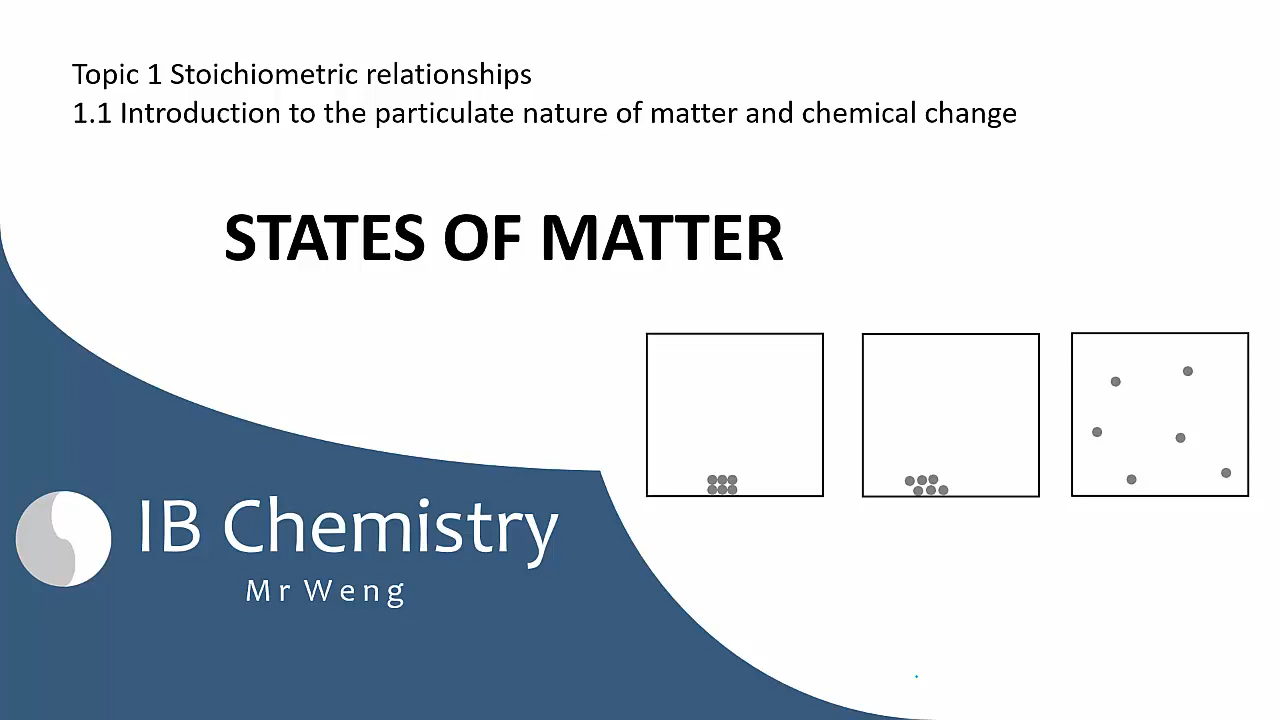 Topic 1 Stoichiometric relationships
1.1 Introduction to the particulate nature of matter and chemical change
STATES OF MATTER
IB Chemistry
Mr Weng